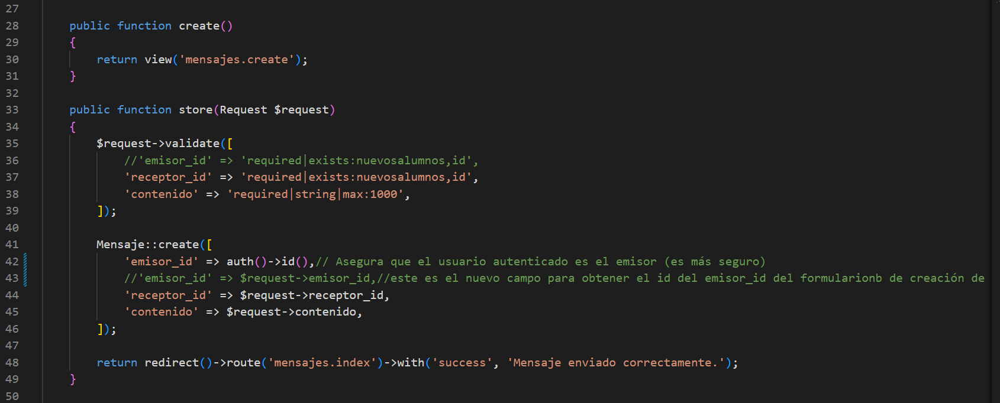 27
28 public function create()
29 {
30 return view('mensajes.create');
31 }
32
33 public function store(Request $request)
34 {
35 $request->validate([
36 //'emisor_id' => 'required|exists:nuevosalumnos,id',
37 'receptor_id' => 'required|exists:nuevosalumnos,id',
38 'contenido' => 'required|string|max:1000',
39 ]);
40
41 Mensaje::create([
42 'emisor_id' => auth()->id(),// Asegura que el usuario autenticado es el emisor (es más seguro)
43 //'emisor_id' => $request->emisor_id,//este es el nuevo campo para obtener el id del emisor_id del formularionb de creación de
44 'receptor_id' => $request->receptor_id,
45 'contenido' => $request->contenido,
46 ]);
47
48 return redirect()->route('mensajes.index')->with('success', 'Mensaje enviado correctamente.');
49 }
50